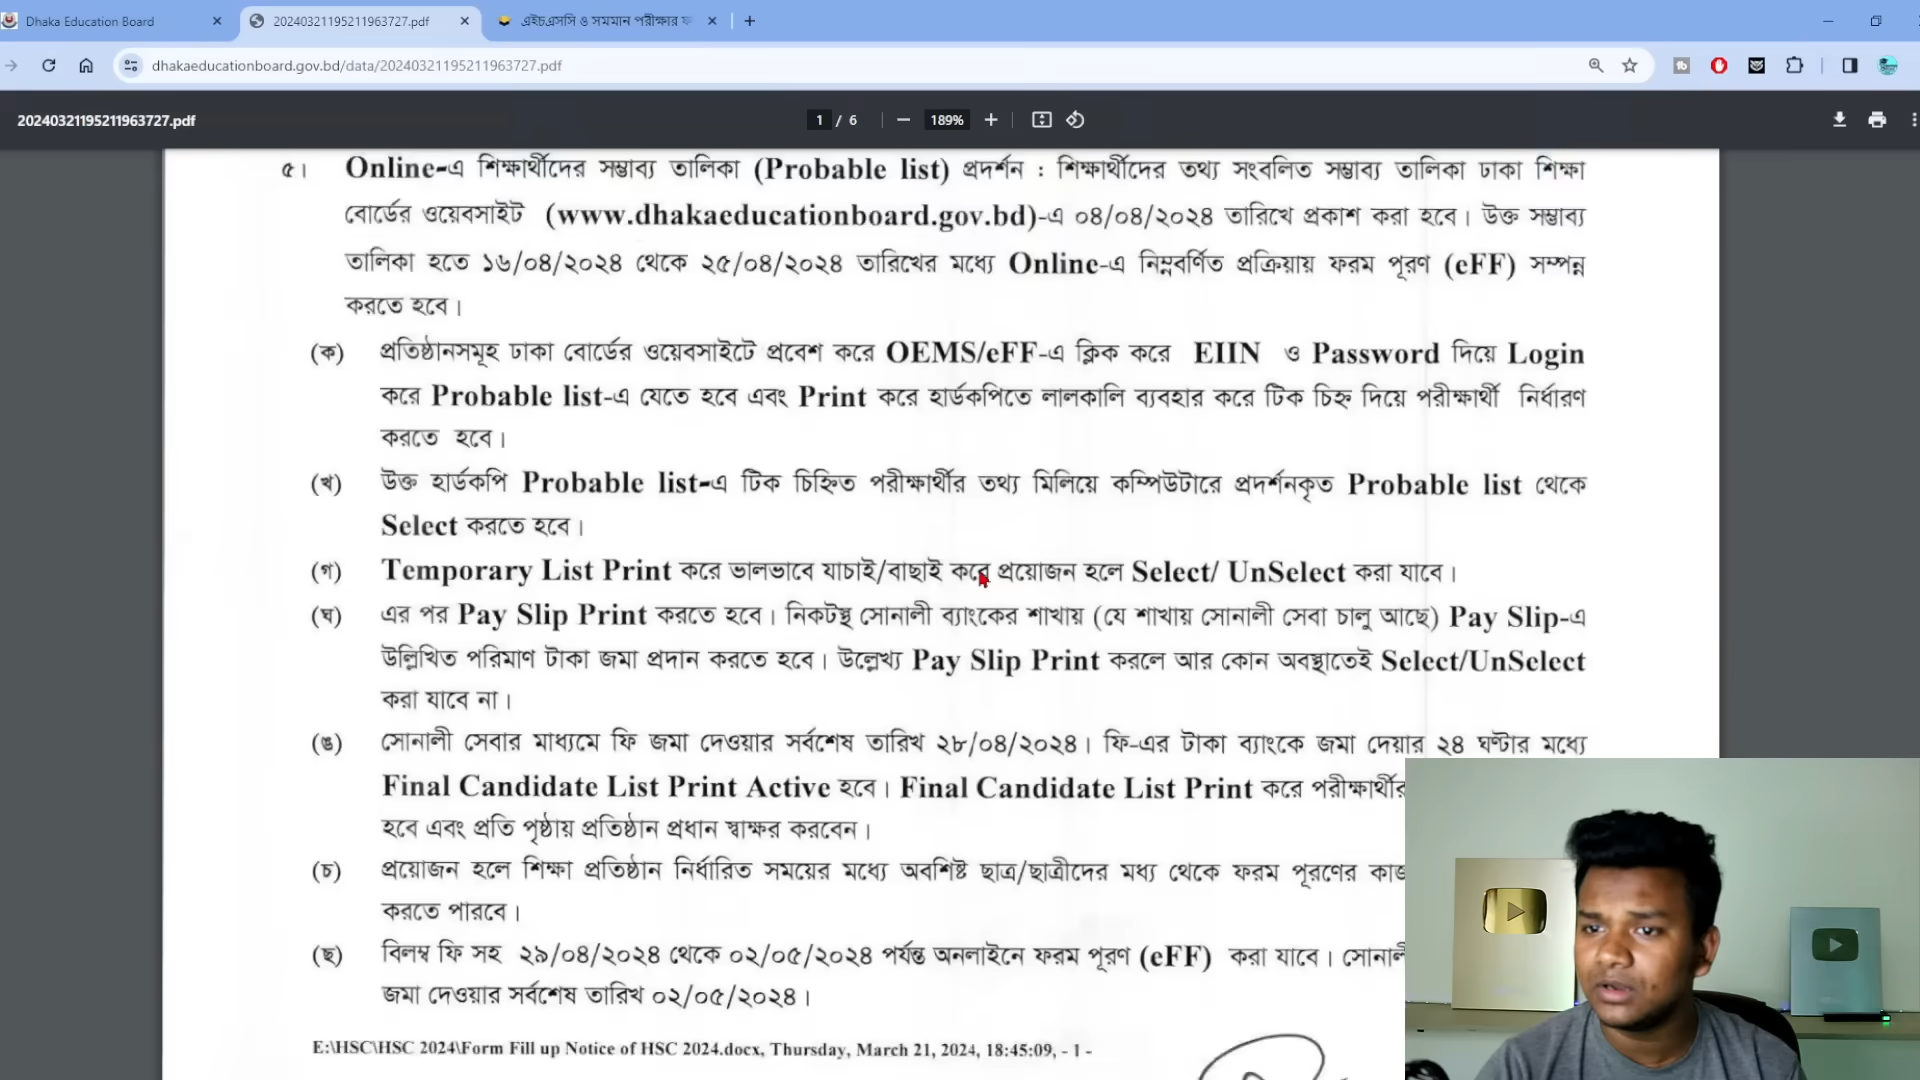 Dhaka Education Board
20240321195211963727.pdf
এইচএসসি ও সমমান পরীক্ষার ফ
dhakaeducationboard.gov.bd/data/20240321195211963727.pdf
20240321195211963727.pdf
1 / 6
189%
৫। Online-এ শিক্ষার্থীদের সম্ভাব্য তালিকা (Probable list) প্রদর্শন : শিক্ষার্থীদের তথ্য সংবলিত সম্ভাব্য তালিকা ঢাকা শিক্ষা
বোর্ডের ওয়েবসাইট (www.dhakaeducationboard.gov.bd)-এ ০৪/০৪/২০২৪ তারিখে প্রকাশ করা হবে। উক্ত সম্ভাব্য
তালিকা হতে ১৬/০৪/২০২৪ থেকে ২৫/০৪/২০২৪ তারিখের মধ্যে Online-এ নিম্নবর্ণিত প্রক্রিয়ায় ফরম পূরণ (eFF) সম্পন্ন
করতে হবে।
(ক) প্রতিষ্ঠানসমূহ ঢাকা বোর্ডের ওয়েবসাইটে প্রবেশ করে OEMS/eFF-এ ক্লিক করে EIIN ও Password দিয়ে Login
করে Probable list-এ যেতে হবে এবং Print করে হার্ডকপিতে লালকালি ব্যবহার করে টিক চিহ্ন দিয়ে পরীক্ষার্থী নির্ধারণ
করতে হবে।
(খ) উক্ত হার্ডকপি Probable list-এ টিক চিহ্নিত পরীক্ষার্থীর তথ্য মিলিয়ে কম্পিউটারে প্রদর্শনকৃত Probable list থেকে
Select করতে হবে।
(গ) Temporary List Print করে ভালভাবে যাচাই/বাছাই করে প্রয়োজন হলে Select/ UnSelect করা যাবে।
(ঘ) এর পর Pay Slip Print করতে হবে। নিকটস্থ সোনালী ব্যাংকের শাখায় (যে শাখায় সোনালী সেবা চালু আছে) Pay Slip-এ
উল্লিখিত পরিমাণ টাকা জমা প্রদান করতে হবে। উল্লেখ্য Pay Slip Print করলে আর কোন অবস্থাতেই Select/UnSelect
করা যাবে না।
(ঙ) সোনালী সেবার মাধ্যমে ফি জমা দেওয়ার সর্বশেষ তারিখ ২৮/০৪/২০২৪। ফি-এর টাকা ব্যাংকে জমা দেয়ার ২৪ ঘণ্টার মধ্যে
Final Candidate List Print Active হবে। Final Candidate List Print করে পরীক্ষার্থীর
হবে এবং প্রতি পৃষ্ঠায় প্রতিষ্ঠান প্রধান স্বাক্ষর করবেন।
(চ) প্রয়োজন হলে শিক্ষা প্রতিষ্ঠান নির্ধারিত সময়ের মধ্যে অবশিষ্ট ছাত্র/ছাত্রীদের মধ্য থেকে ফরম পূরণের কাজ
করতে পারবে।
(ছ) বিলম্ব ফি সহ ২৯/০৪/২০২৪ থেকে ০২/০৫/২০২৪ পর্যন্ত অনলাইনে ফরম পূরণ (eFF) করা যাবে। সোনালী
জমা দেওয়ার সর্বশেষ তারিখ ০২/০৫/২০২৪।
E:\HSC\HSC 2024\Form Fill up Notice of HSC 2024.docx, Thursday, March 21, 2024, 18:45:09, - 1 -